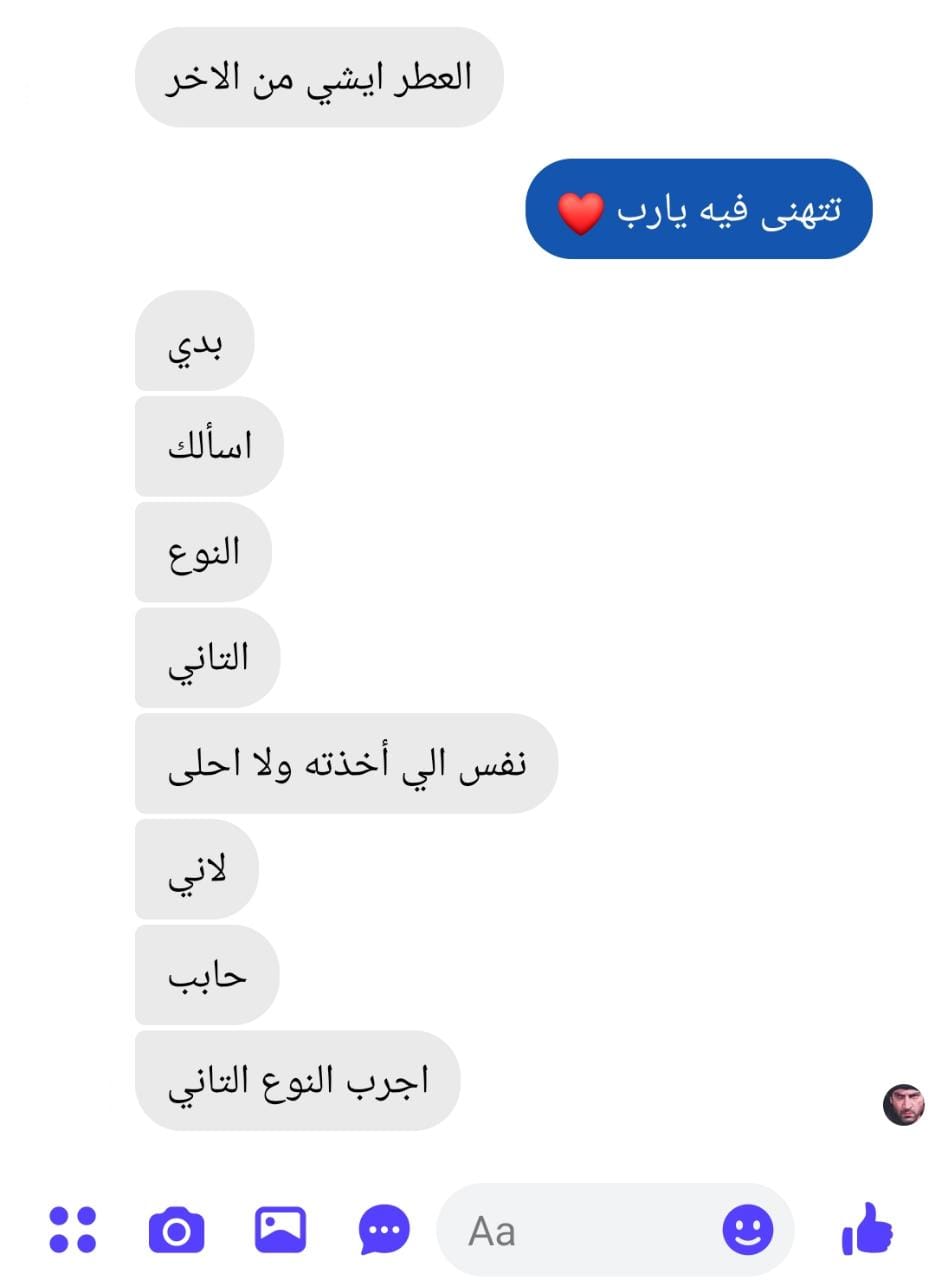 العطر ايشي من الاخر
تتهنى فيه يارب ❤️
بدي
اسألك
النوع
التاني
نفس الي أخذته ولا احلى
لاني
حابب
اجرب النوع التاني
Aa